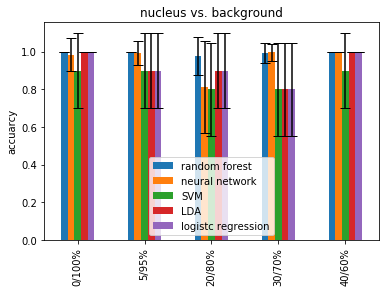 nucleus vs. background
accuarcy
1.0
0.8
0.6
0.4
0.2
0.0
random forest
neural network
SVM
LDA
logistc regression
0/100%
5/95%
20/80%
30/70%
40/60%